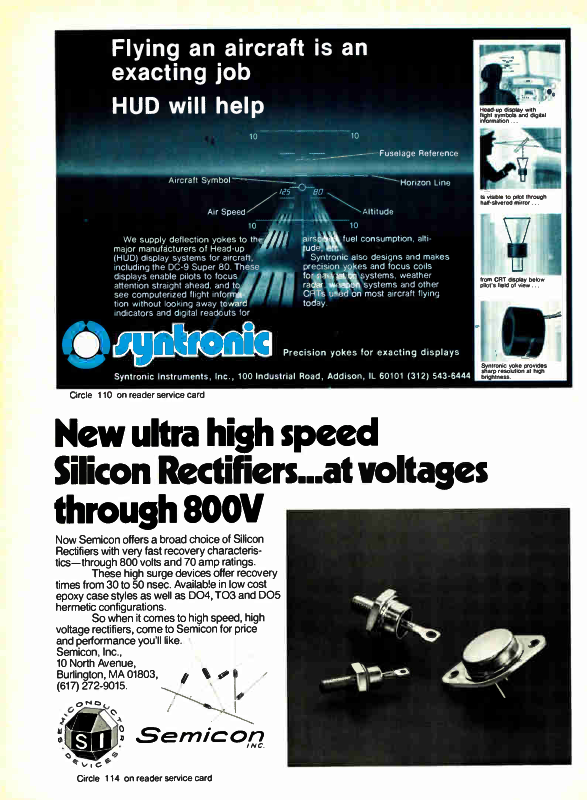 Flying an aircraft is an
exacting job
HUD will help
10 10
Fuselage Reference
Aircraft Symbol
Horizon Line
125 80
Air Speed
Altitude
10 10
We supply deflection yokes to the
major manufacturers of Head-up
(HUD) display systems for aircraft,
including the DC-9 Super 80. These
displays enable pilots to focus
attention straight ahead, and to
see computerized flight informa-
tion without looking away toward
indicators and digital readouts for
airspeed, fuel consumption, alti-
tude, etc.
Syntronic also designs and makes
precision yokes and focus coils
for navigation systems, weather
radar, weapon systems and other
CRTs used on most aircraft flying
today.
Head-up display with
flight symbols and digital
information . . .
is visible to pilot through
half-silvered mirror . . .
from CRT display below
pilot's field of view . . .
Syntronic yoke provides
sharp resolution at high
brightness.
syntronic
Precision yokes for exacting displays
Syntronic Instruments, Inc., 100 Industrial Road, Addison, IL 60101 (312) 543-6444
Circle 110 on reader service card
New ultra high speed
Silicon Rectifiers...at voltages
through 800V
Now Semicon offers a broad choice of Silicon
Rectifiers with very fast recovery characteris-
tics—through 800 volts and 70 amp ratings.
These high surge devices offer recovery
times from 30 to 50 nsec. Available in low cost
epoxy case styles as well as DO4, TO3 and DO5
hermetic configurations.
So when it comes to high speed, high
voltage rectifiers, come to Semicon for price
and performance you'll like.
Semicon, Inc.,
10 North Avenue,
Burlington, MA 01803,
(617) 272-9015.
SEMICONDUCTOR
SI
DEVICES
Semicon
INC.
Circle 114 on reader service card